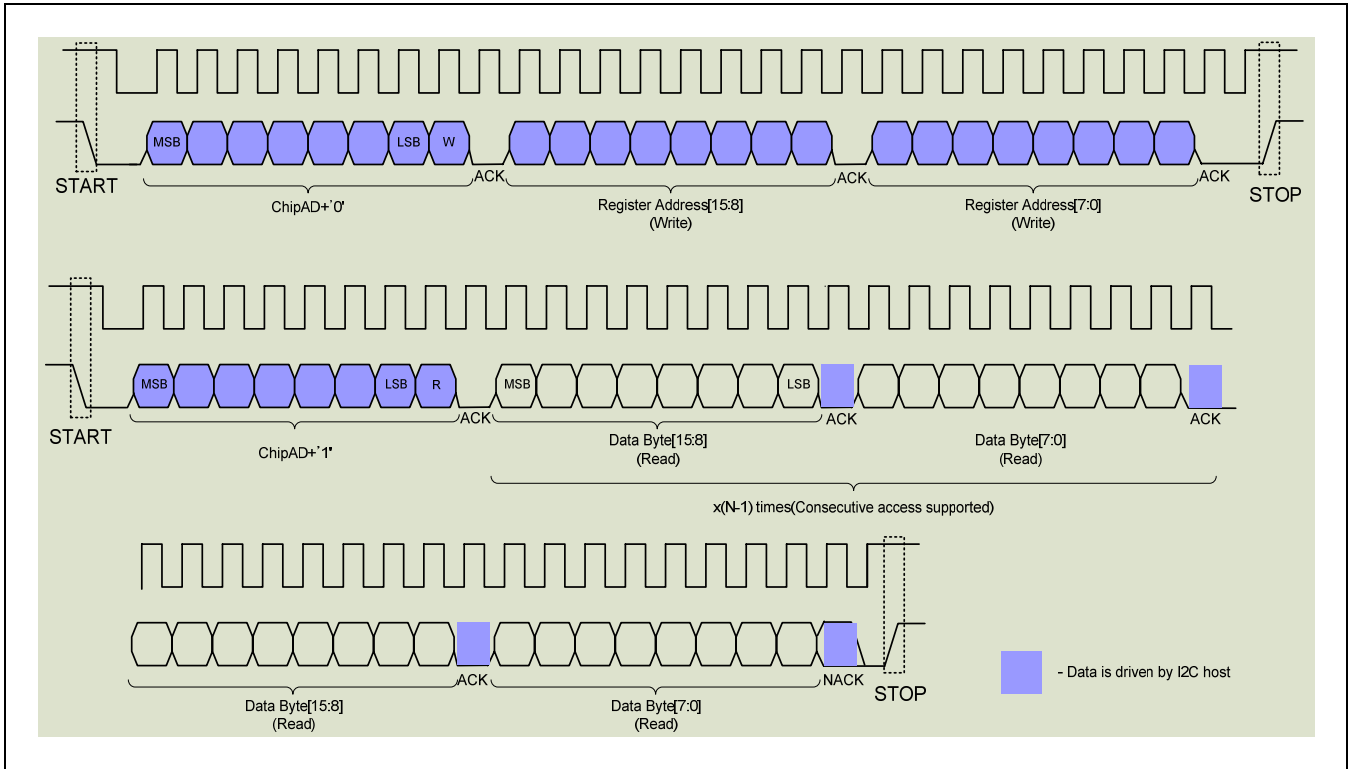 MSB LSB W
START ACK ACK ACK STOP
ChipAD+'0' Register Address[15:8] Register Address[7:0]
(Write) (Write)
MSB LSB R MSB LSB
START ACK ACK ACK
ChipAD+'1' Data Byte[15:8] Data Byte[7:0]
(Read) (Read)
x(N-1) times(Consecutive access supported)
ACK NACK STOP
- Data is driven by I2C host
Data Byte[15:8] Data Byte[7:0]
(Read) (Read)